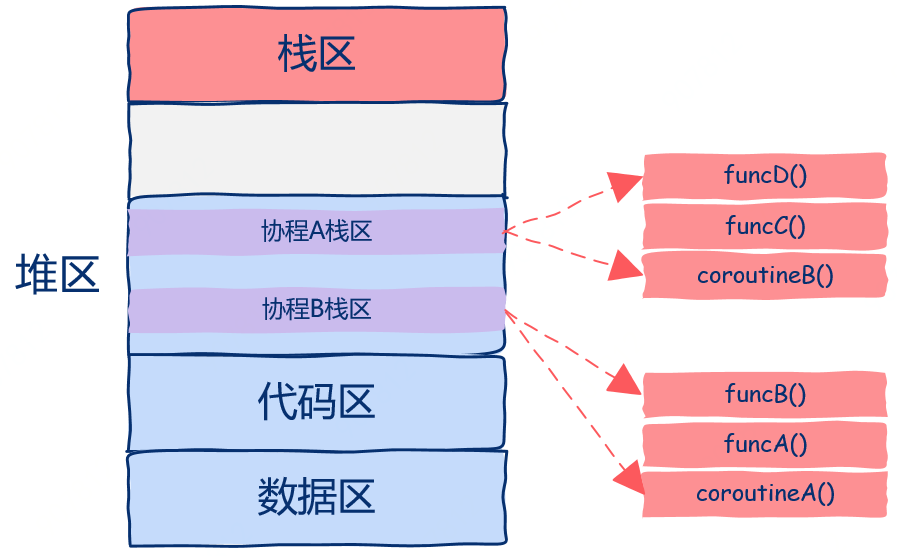 栈区
堆区
协程A栈区
协程B栈区
代码区
数据区
funcD()
funcC()
coroutineB()
funcB()
funcA()
coroutineA()